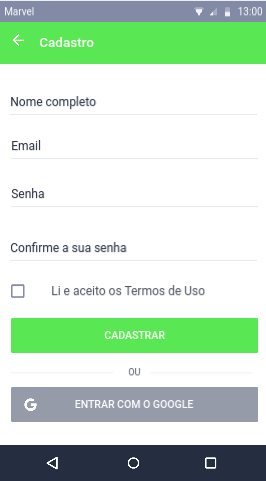 Marvel 13:00
Cadastro
Nome completo
Email
Senha
Confirme a sua senha
Li e aceito os Termos de Uso
CADASTRAR
OU
G ENTRAR COM O GOOGLE